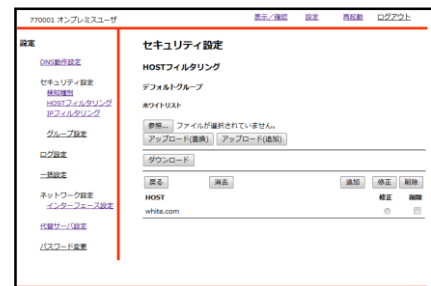 770001 オンプレミスユーザ 表示／確認 設定 再起動 ログアウト
設定
DNS動作設定
セキュリティ設定
検知種別
HOSTフィルタリング
IPフィルタリング
グループ設定
ログ設定
一括設定
ネットワーク設定
インターフェース設定
代替サーバ設定
パスワード変更
セキュリティ設定
HOSTフィルタリング
デフォルトグループ
ホワイトリスト
参照... ファイルが選択されていません。
アップロード(置換) アップロード(追加)
ダウンロード
戻る 消去 追加 修正 削除
HOST 修正 削除
white.com